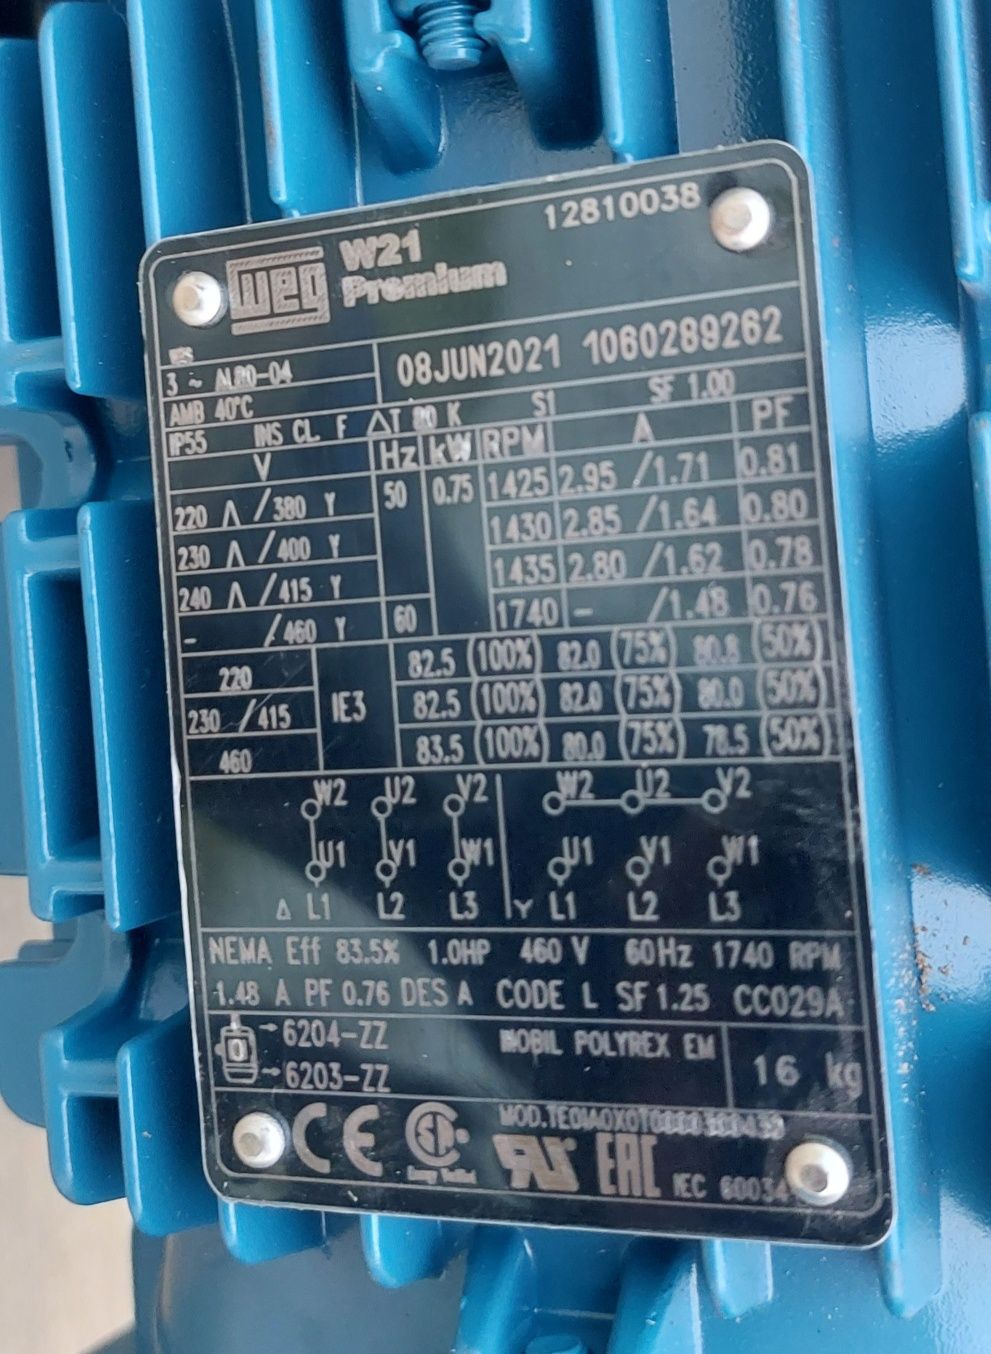 12810038
WEG W21
Premium
3 ~ 08JUN2021 1060289262
AMB 40°C
IP55 INS CL. F ΔT 80 K S1 SF 1.00
V Hz kW RPM A PF
220 Δ /380 Y 50 0.75 1425 2.95 /1.71 0.81
230 Δ /400 Y 1430 2.85 /1.64 0.80
240 Δ /415 Y 1435 2.80 /1.62 0.78
- /460 Y 60 1740 - /1.48 0.76
220 IE3 82.5 (100%) 82.0 (75%) 80.8 (50%)
230 /415 82.5 (100%) 82.0 (75%) 80.0 (50%)
460 83.5 (100%) 80.0 (75%) 78.5 (50%)
W2 U2 V2 W2 U2 V2
U1 V1 W1 U1 V1 W1
Δ L1 L2 L3 Y L1 L2 L3
NEMA Eff 83.5% 1.0HP 460 V 60Hz 1740 RPM
1.48 A PF 0.76 DES A CODE L SF 1.25 CC029A
6204-ZZ MOBIL POLYREX EM
6203-ZZ 16 kg
CE EAC IEC 60034